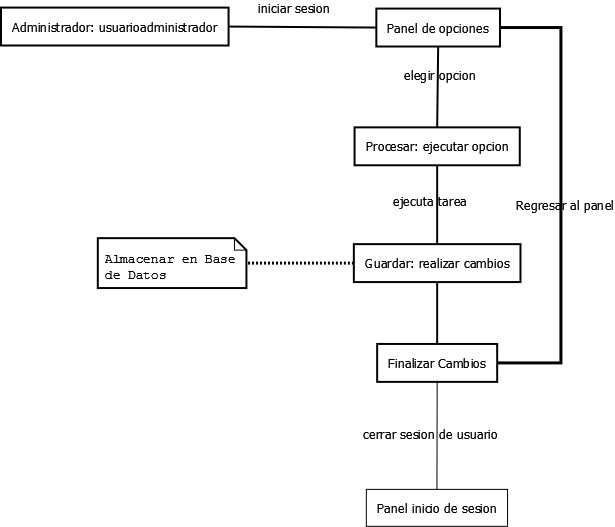 iniciar sesion
Administrador: usuarioadministrador
Panel de opciones
elegir opcion
Procesar: ejecutar opcion
ejecuta tarea
Regresar al panel
Almacenar en Base
de Datos
Guardar: realizar cambios
Finalizar Cambios
cerrar sesion de usuario
Panel inicio de sesion